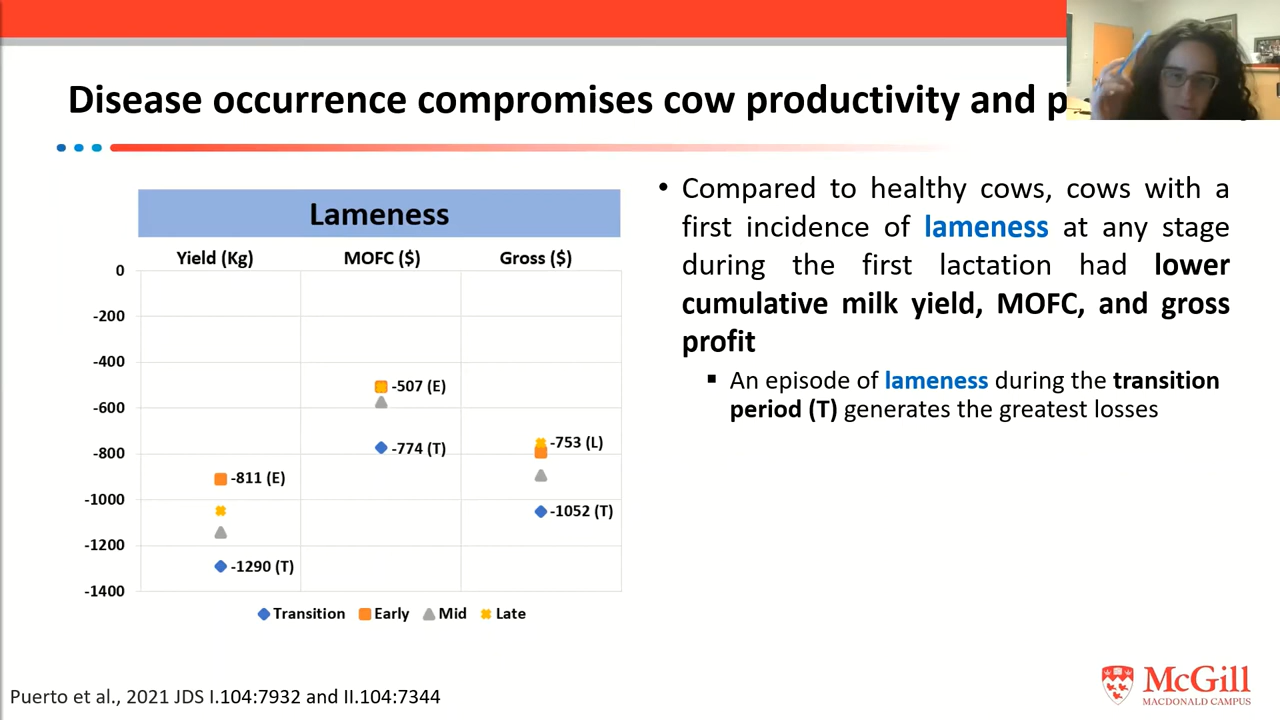 Disease occurrence compromises cow productivity and
Lameness
Yield (Kg) MOFC ($) Gross ($)
0
-200
-400
-600
-800
-1000
-1200
-1400
-507 (E)
-774 (T)
-753 (L)
-811 (E)
-1052 (T)
-1290 (T)
Transition Early Mid Late
• Compared to healthy cows, cows with a
first incidence of lameness at any stage
during the first lactation had lower
cumulative milk yield, MOFC, and gross
profit
▪ An episode of lameness during the transition
period (T) generates the greatest losses
Puerto et al., 2021 JDS I.104:7932 and II.104:7344
McGill
MACDONALD CAMPUS